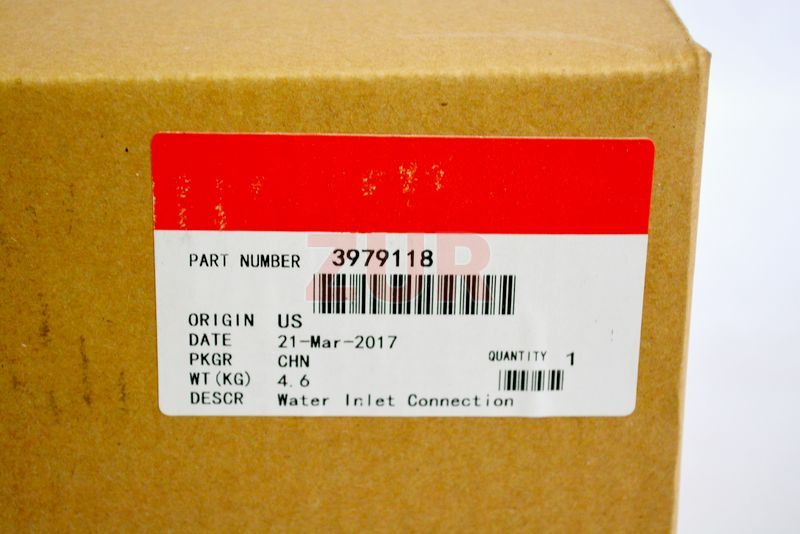 ZUR
PART NUMBER 3979118
ORIGIN US
DATE 21-Mar-2017
PKGR CHN
QUANTITY 1
WT(KG) 4.6
DESCR Water Inlet Connection